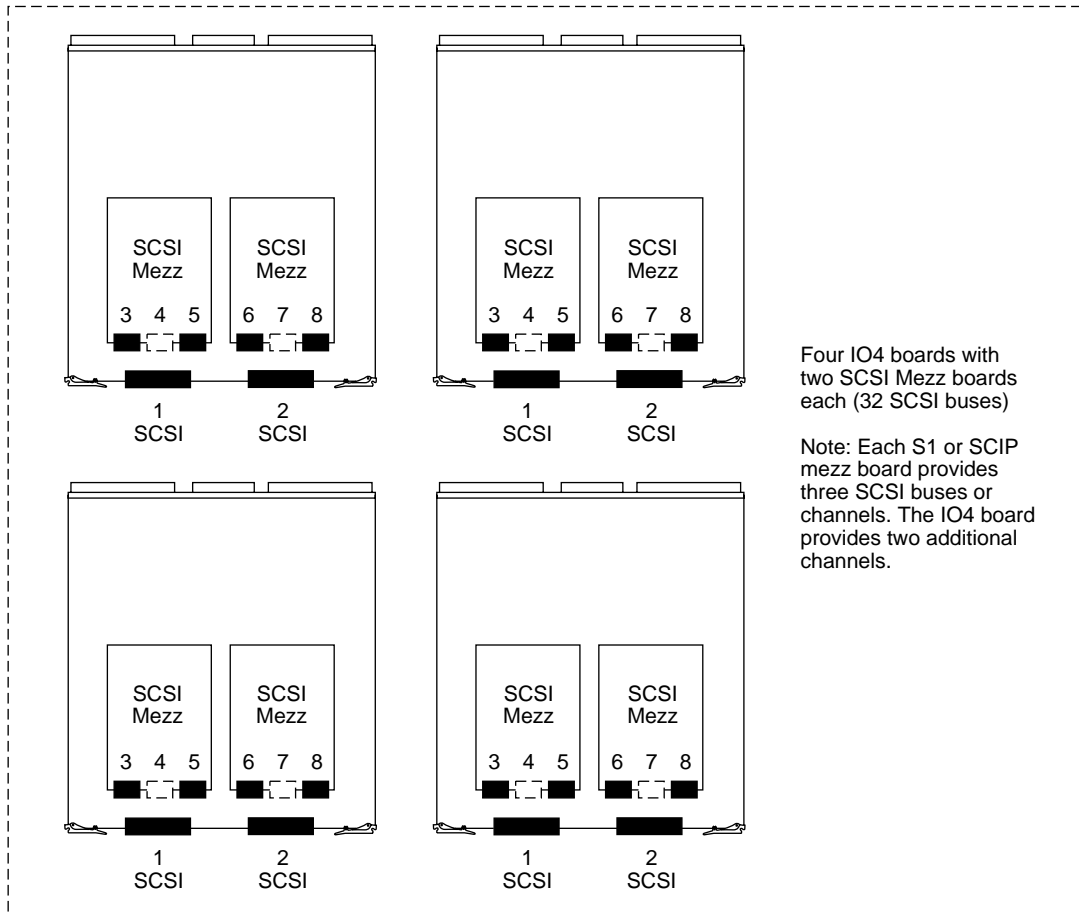 SCSI Mezz
SCSI Mezz
3 4 5 6 7 8
1 SCSI
2 SCSI
SCSI Mezz
SCSI Mezz
3 4 5 6 7 8
1 SCSI
2 SCSI
Four IO4 boards with
two SCSI Mezz boards
each (32 SCSI buses)
Note: Each S1 or SCIP
mezz board provides
three SCSI buses or
channels. The IO4 board
provides two additional
channels.
SCSI Mezz
SCSI Mezz
3 4 5 6 7 8
1 SCSI
2 SCSI
SCSI Mezz
SCSI Mezz
3 4 5 6 7 8
1 SCSI
2 SCSI